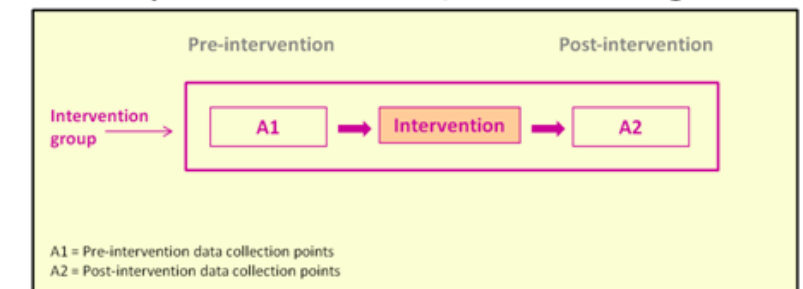 Pre-intervention Post-intervention
Intervention
group
A1 Intervention A2
A1 = Pre-intervention data collection points
A2 = Post-intervention data collection points